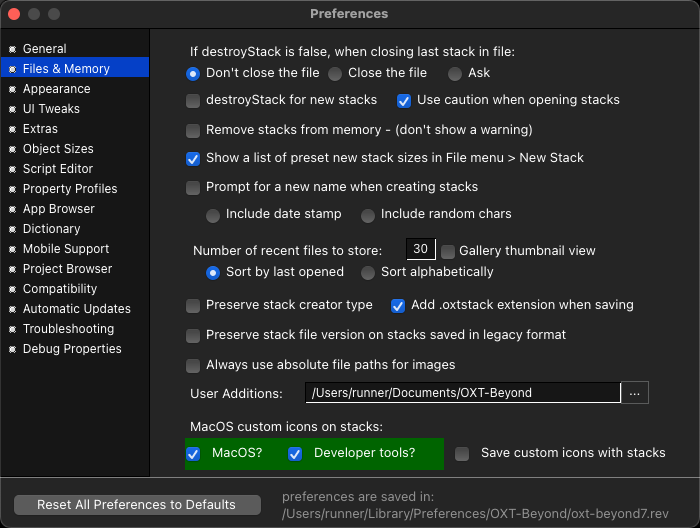 Preferences
General
Files & Memory
Appearance
UI Tweaks
Extras
Object Sizes
Script Editor
Property Profiles
App Browser
Dictionary
Mobile Support
Project Browser
Compatibility
Automatic Updates
Troubleshooting
Debug Properties
If destroyStack is false, when closing last stack in file:
Don't close the file Close the file Ask
destroyStack for new stacks Use caution when opening stacks
Remove stacks from memory - (don't show a warning)
Show a list of preset new stack sizes in File menu > New Stack
Prompt for a new name when creating stacks
Include date stamp Include random chars
Number of recent files to store: 30 Gallery thumbnail view
Sort by last opened Sort alphabetically
Preserve stack creator type Add .oxtstack extension when saving
Preserve stack file version on stacks saved in legacy format
Always use absolute file paths for images
User Additions: /Users/runner/Documents/OXT-Beyond ...
MacOS custom icons on stacks:
MacOS? Developer tools? Save custom icons with stacks
Reset All Preferences to Defaults
preferences are saved in:
/Users/runner/Library/Preferences/OXT-Beyond/oxt-beyond7.rev